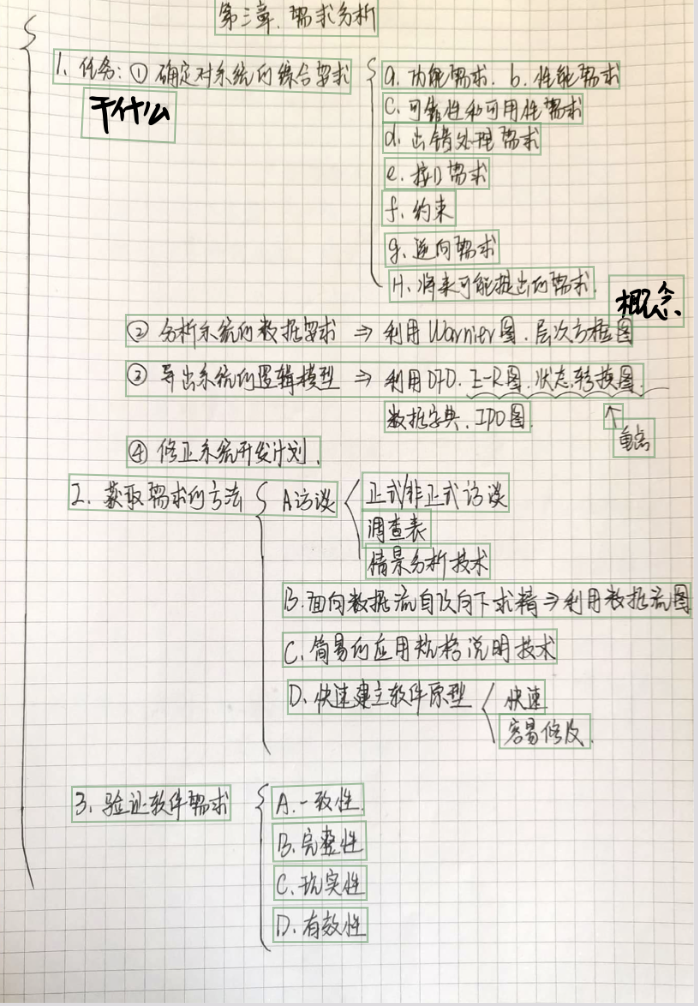 第三章.需求分析
1、任务:① 确定对系统的综合要求
干什么
a.功能需求. b.性能需求
C.可靠性和可用性需求
d.出错处理需求
e.接口需求
f.约束
g.逆向需求
H.将来可能提出的需求.
概念、
② 分析系统的数据要求 ⇒ 利用Warnier图.层次方框图
③ 导出系统的逻辑模型 ⇒ 利用DFD.E-R图.状态转换图.
数据字典.IPO图.
↑
重点
④ 修正系统开发计划.
2、获取需求的方法
A访谈
正式/非正式访谈
调查表
情景分析技术
B.面向数据流自顶向下求精⇒利用数据流图
C.简易的应用规格说明技术
D.快速建立软件原型
快速
容易修改.
3、验证软件需求
A.一致性.
B.完整性
C.现实性
D.有效性